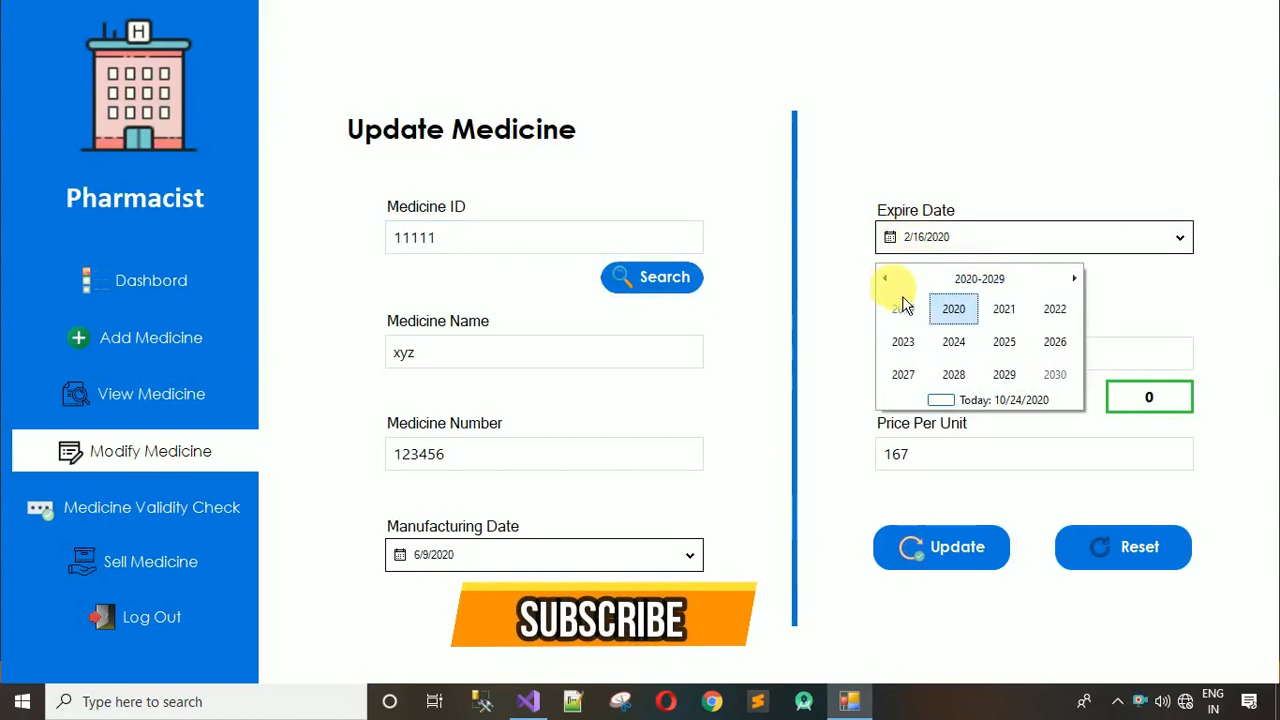 H
Pharmacist
Dashbord
Add Medicine
View Medicine
Modify Medicine
Medicine Validity Check
Sell Medicine
Log Out
Update Medicine
Medicine ID
11111
Search
Medicine Name
xyz
Medicine Number
123456
Manufacturing Date
6/9/2020
Expire Date
2/16/2020
2020-2029
2020 2021 2022
2023 2024 2025 2026
2027 2028 2029 2030
Today: 10/24/2020
0
Price Per Unit
167
Update
Reset
SUBSCRIBE
Type here to search
ENG
IN